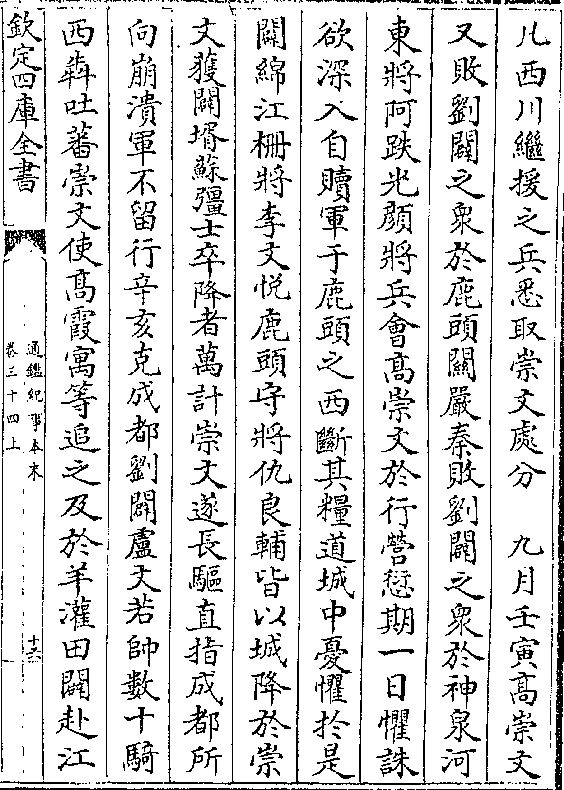 凡西川繼援之兵悉取崇文處分　九月壬寅髙崇文
又敗劉闢之衆於鹿頭關嚴秦敗劉闢之衆於神泉河
東將阿跌光顔將兵會髙崇文於行營愆期一日懼誅
欲深入自贖軍于鹿頭之西斷其糧道城中憂懼扵是
闢綿江栅將李文悦鹿頭守將仇良輔皆以城降於崇
文獲闢壻蘇彊士卒降者萬計崇文遂長驅直指成都所
向崩潰軍不留行辛亥克成都劉闢盧文若帥數十騎
西犇吐蕃崇文使髙霞寓等追之及於羊灌田闢赴江
欽定四庫全書
通鑑紀事本末
卷三十四上